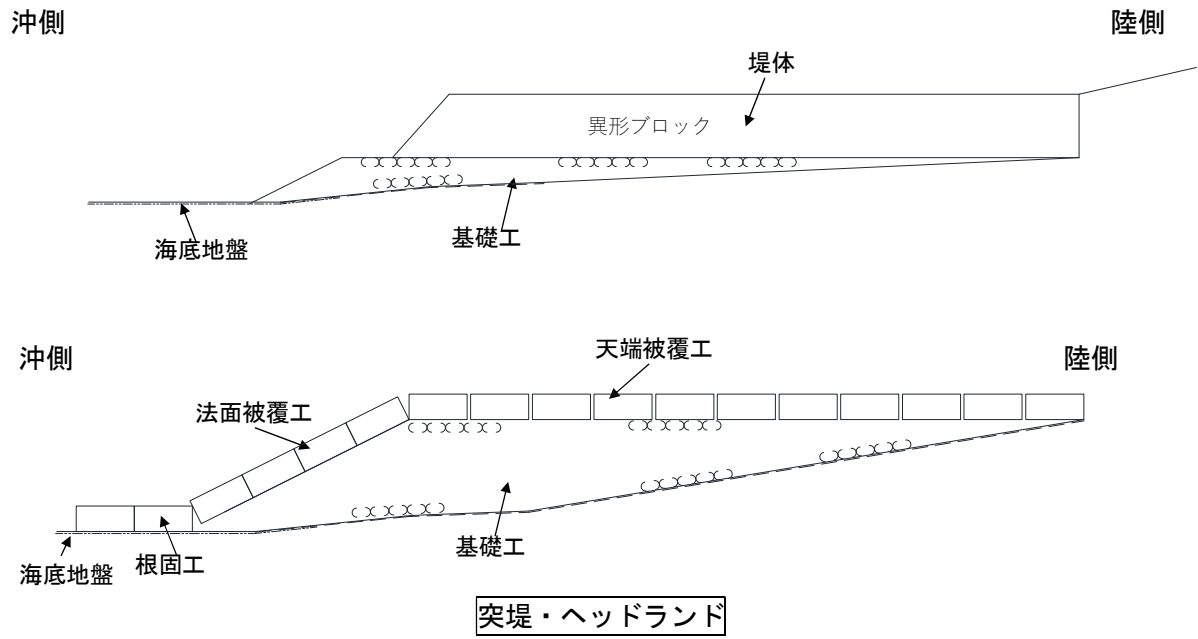 沖側
陸側
堤体
異形ブロック
基礎工
海底地盤
沖側
天端被覆工
陸側
法面被覆工
基礎工
根固工
海底地盤
突堤・ヘッドランド